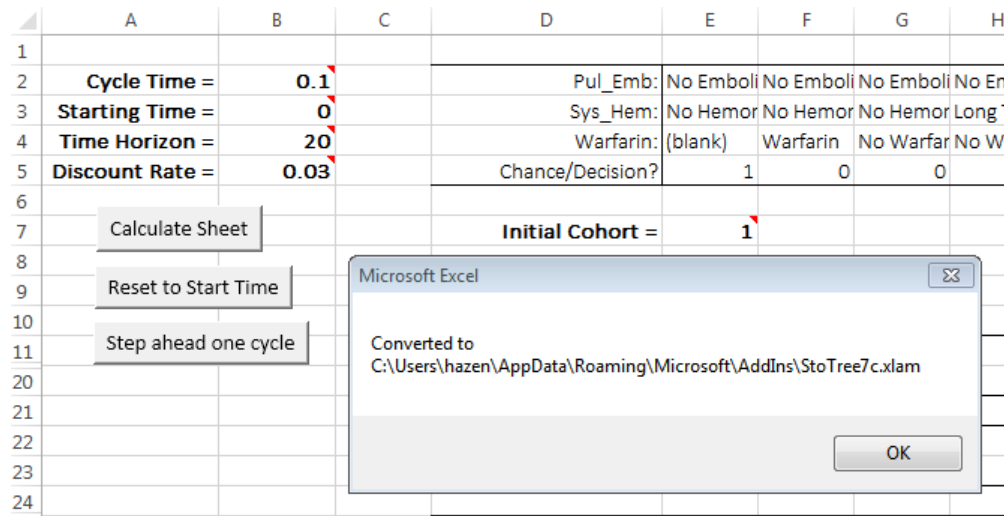 A B C D E F G H
1
2 Cycle Time = 0.1 Pul_Emb: No Emboli No Emboli No Emboli No En
3 Starting Time = 0 Sys_Hem: No Hemor No Hemor No Hemor Long T
4 Time Horizon = 20 Warfarin: (blank) Warfarin No Warfar No W
5 Discount Rate = 0.03 Chance/Decision? 1 0 0
6
7 Calculate Sheet Initial Cohort = 1
8 Microsoft Excel
9 Reset to Start Time
10 Converted to
11 Step ahead one cycle C:\Users\hazen\AppData\Roaming\Microsoft\AddIns\StoTree7c.xlam
20
21
22 OK
23
24